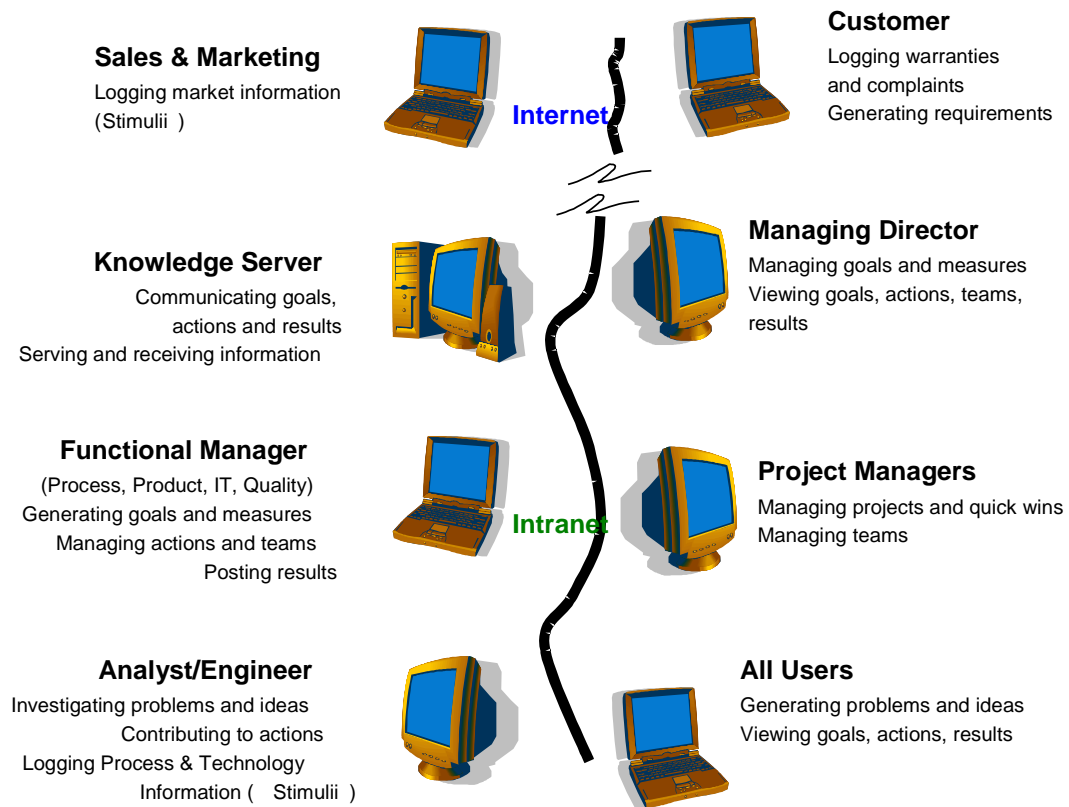 Sales & Marketing
Logging market information
(Stimulii )
Internet
Customer
Logging warranties
and complaints
Generating requirements
Knowledge Server
Communicating goals,
actions and results
Serving and receiving information
Managing Director
Managing goals and measures
Viewing goals, actions, teams,
results
Functional Manager
(Process, Product, IT, Quality)
Generating goals and measures
Managing actions and teams
Posting results
Intranet
Project Managers
Managing projects and quick wins
Managing teams
Analyst/Engineer
Investigating problems and ideas
Contributing to actions
Logging Process & Technology
Information ( Stimulii )
All Users
Generating problems and ideas
Viewing goals, actions, results